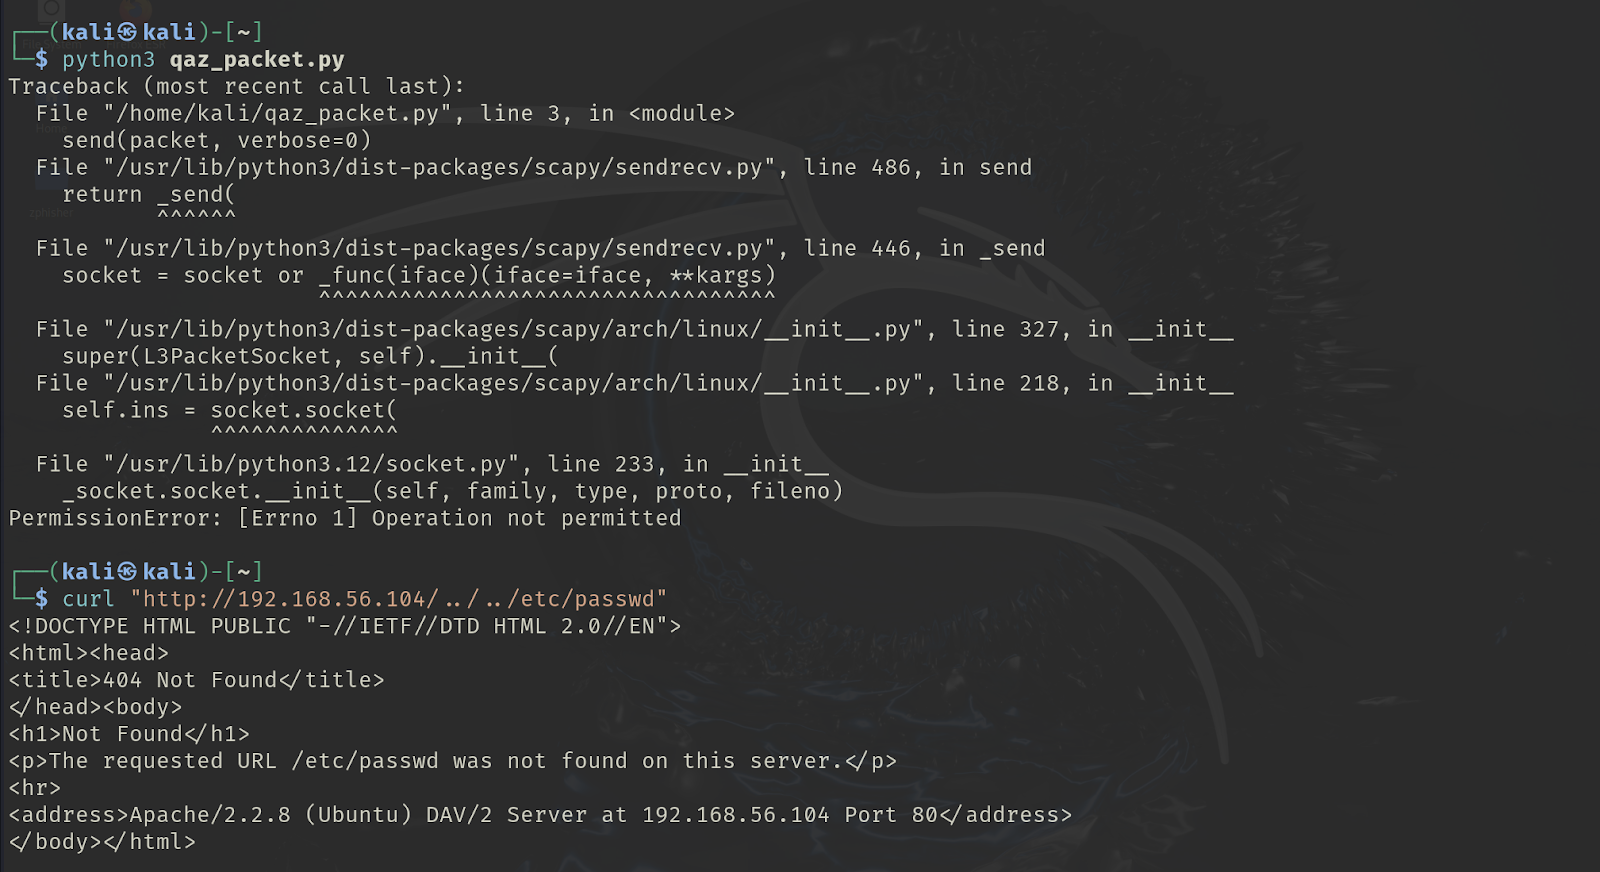 ┌──(kali㉿kali)-[~]
└─$ python3 qaz_packet.py
Traceback (most recent call last):
  File "/home/kali/qaz_packet.py", line 3, in <module>
    send(packet, verbose=0)
  File "/usr/lib/python3/dist-packages/scapy/sendrecv.py", line 486, in send
    return _send(
           ^^^^^^
  File "/usr/lib/python3/dist-packages/scapy/sendrecv.py", line 446, in _send
    socket = socket or _func(iface)(iface=iface, **kargs)
                       ^^^^^^^^^^^^^^^^^^^^^^^^^^^^^^^^^^
  File "/usr/lib/python3/dist-packages/scapy/arch/linux/__init__.py", line 327, in __init__
    super(L3PacketSocket, self).__init__(
  File "/usr/lib/python3/dist-packages/scapy/arch/linux/__init__.py", line 218, in __init__
    self.ins = socket.socket(
               ^^^^^^^^^^^^^^
  File "/usr/lib/python3.12/socket.py", line 233, in __init__
    _socket.socket.__init__(self, family, type, proto, fileno)
PermissionError: [Errno 1] Operation not permitted
┌──(kali㉿kali)-[~]
└─$ curl "http://192.168.56.104/../../etc/passwd"
<!DOCTYPE HTML PUBLIC "-//IETF//DTD HTML 2.0//EN">
<html><head>
<title>404 Not Found</title>
</head><body>
<h1>Not Found</h1>
<p>The requested URL /etc/passwd was not found on this server.</p>
<hr>
<address>Apache/2.2.8 (Ubuntu) DAV/2 Server at 192.168.56.104 Port 80</address>
</body></html>
zphisher